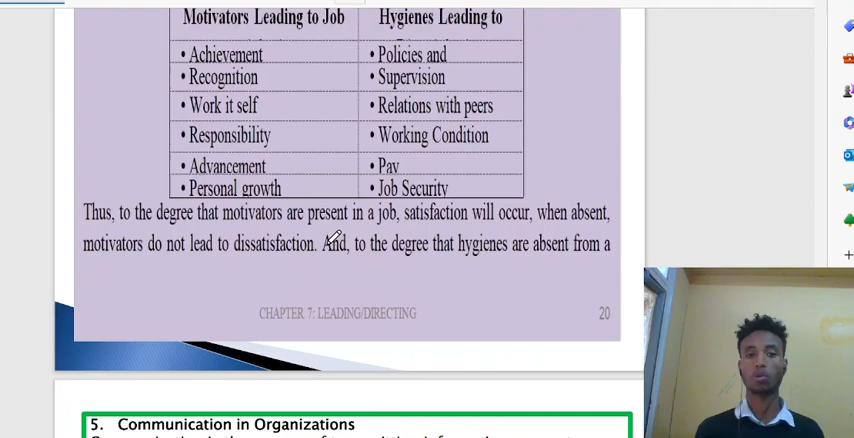 Motivators Leading to Job
Hygienes Leading to
• Achievement
• Policies and
• Recognition
• Supervision
• Work it self
• Relations with peers
• Responsibility
• Working Condition
• Advancement
• Pay
• Personal growth
• Job Security
Thus, to the degree that motivators are present in a job, satisfaction will occur, when absent,
motivators do not lead to dissatisfaction. And, to the degree that hygienes are absent from a
CHAPTER 7: LEADING/DIRECTING
20
5. Communication in Organizations